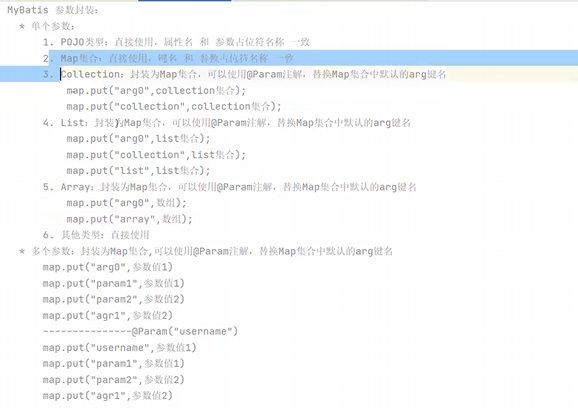 MyBatis 参数封装:
* 单个参数:
1. POJO类型: 直接使用, 属性名 和 参数占位符名称 一致
2. Map集合: 直接使用, 键名 和 参数占位符名称 一致
3. Collection: 封装为Map集合, 可以使用@Param注解, 替换Map集合中默认的arg键名
map.put("arg0",collection集合);
map.put("collection",collection集合);
4. List: 封装为Map集合, 可以使用@Param注解, 替换Map集合中默认的arg键名
map.put("arg0",list集合);
map.put("collection",list集合);
map.put("list",list集合);
5. Array: 封装为Map集合, 可以使用@Param注解, 替换Map集合中默认的arg键名
map.put("arg0",数组);
map.put("array",数组);
6. 其他类型: 直接使用
* 多个参数: 封装为Map集合,可以使用@Param注解, 替换Map集合中默认的arg键名
map.put("arg0",参数值1)
map.put("param1",参数值1)
map.put("param2",参数值2)
map.put("agr1",参数值2)
---------------@Param("username")
map.put("username",参数值1)
map.put("param1",参数值1)
map.put("param2",参数值2)
map.put("agr1",参数值2)